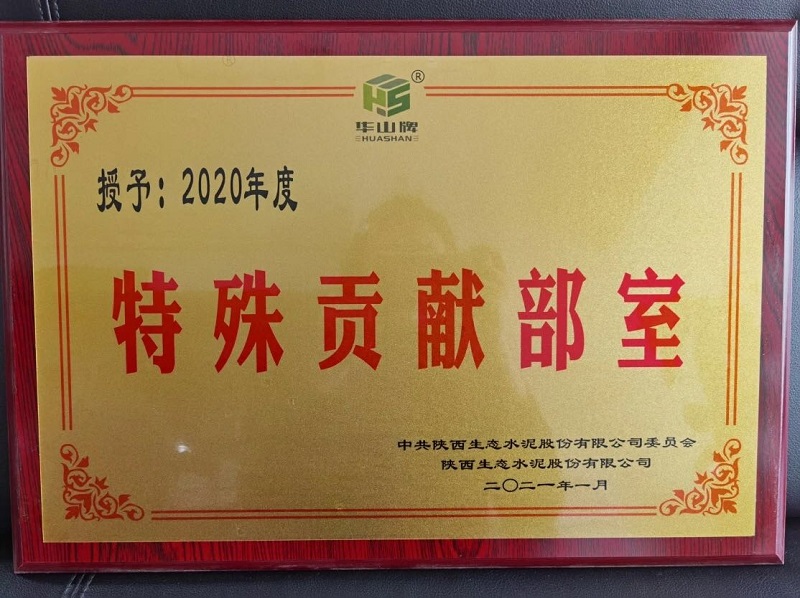 HS®
华山牌
HUASHAN
授予：2020年度
特殊贡献部室
中共陕西生态水泥股份有限公司委员会
陕西生态水泥股份有限公司
二〇二一年一月